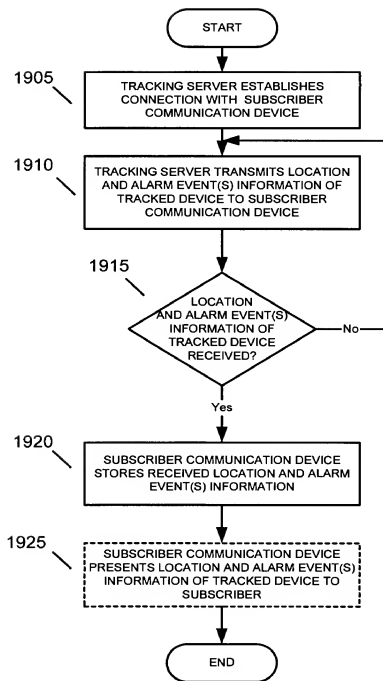 START
1905
TRACKING SERVER ESTABLISHES
CONNECTION WITH SUBSCRIBER
COMMUNICATION DEVICE
1910
TRACKING SERVER TRANSMITS LOCATION
AND ALARM EVENT(S) INFORMATION OF
TRACKED DEVICE TO SUBSCRIBER
COMMUNICATION DEVICE
1915
LOCATION
AND ALARM EVENT(S)
INFORMATION OF
TRACKED DEVICE
RECEIVED?
No
Yes
1920
SUBSCRIBER COMMUNICATION DEVICE
STORES RECEIVED LOCATION AND ALARM
EVENT(S) INFORMATION
1925
SUBSCRIBER COMMUNICATION DEVICE
PRESENTS LOCATION AND ALARM EVENT(S)
INFORMATION OF TRACKED DEVICE TO
SUBSCRIBER
END